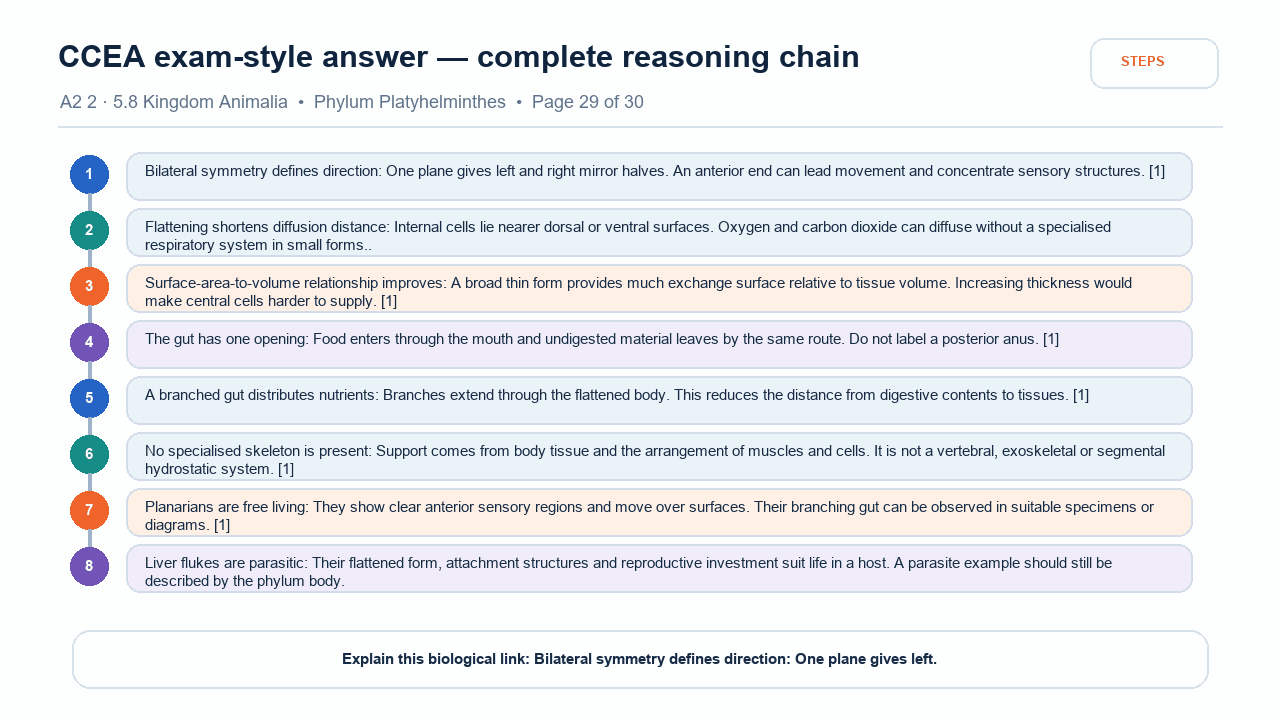 CCEA exam-style answer — complete reasoning chain
STEPS
A2 2 · 5.8 Kingdom Animalia • Phylum Platyhelminthes • Page 29 of 30
1
Bilateral symmetry defines direction: One plane gives left and right mirror halves. An anterior end can lead movement and concentrate sensory structures. [1]
2
Flattening shortens diffusion distance: Internal cells lie nearer dorsal or ventral surfaces. Oxygen and carbon dioxide can diffuse without a specialised
respiratory system in small forms..
3
Surface-area-to-volume relationship improves: A broad thin form provides much exchange surface relative to tissue volume. Increasing thickness would
make central cells harder to supply. [1]
4
The gut has one opening: Food enters through the mouth and undigested material leaves by the same route. Do not label a posterior anus. [1]
5
A branched gut distributes nutrients: Branches extend through the flattened body. This reduces the distance from digestive contents to tissues. [1]
6
No specialised skeleton is present: Support comes from body tissue and the arrangement of muscles and cells. It is not a vertebral, exoskeletal or segmental
hydrostatic system. [1]
7
Planarians are free living: They show clear anterior sensory regions and move over surfaces. Their branching gut can be observed in suitable specimens or
diagrams. [1]
8
Liver flukes are parasitic: Their flattened form, attachment structures and reproductive investment suit life in a host. A parasite example should still be
described by the phylum body.
Explain this biological link: Bilateral symmetry defines direction: One plane gives left.